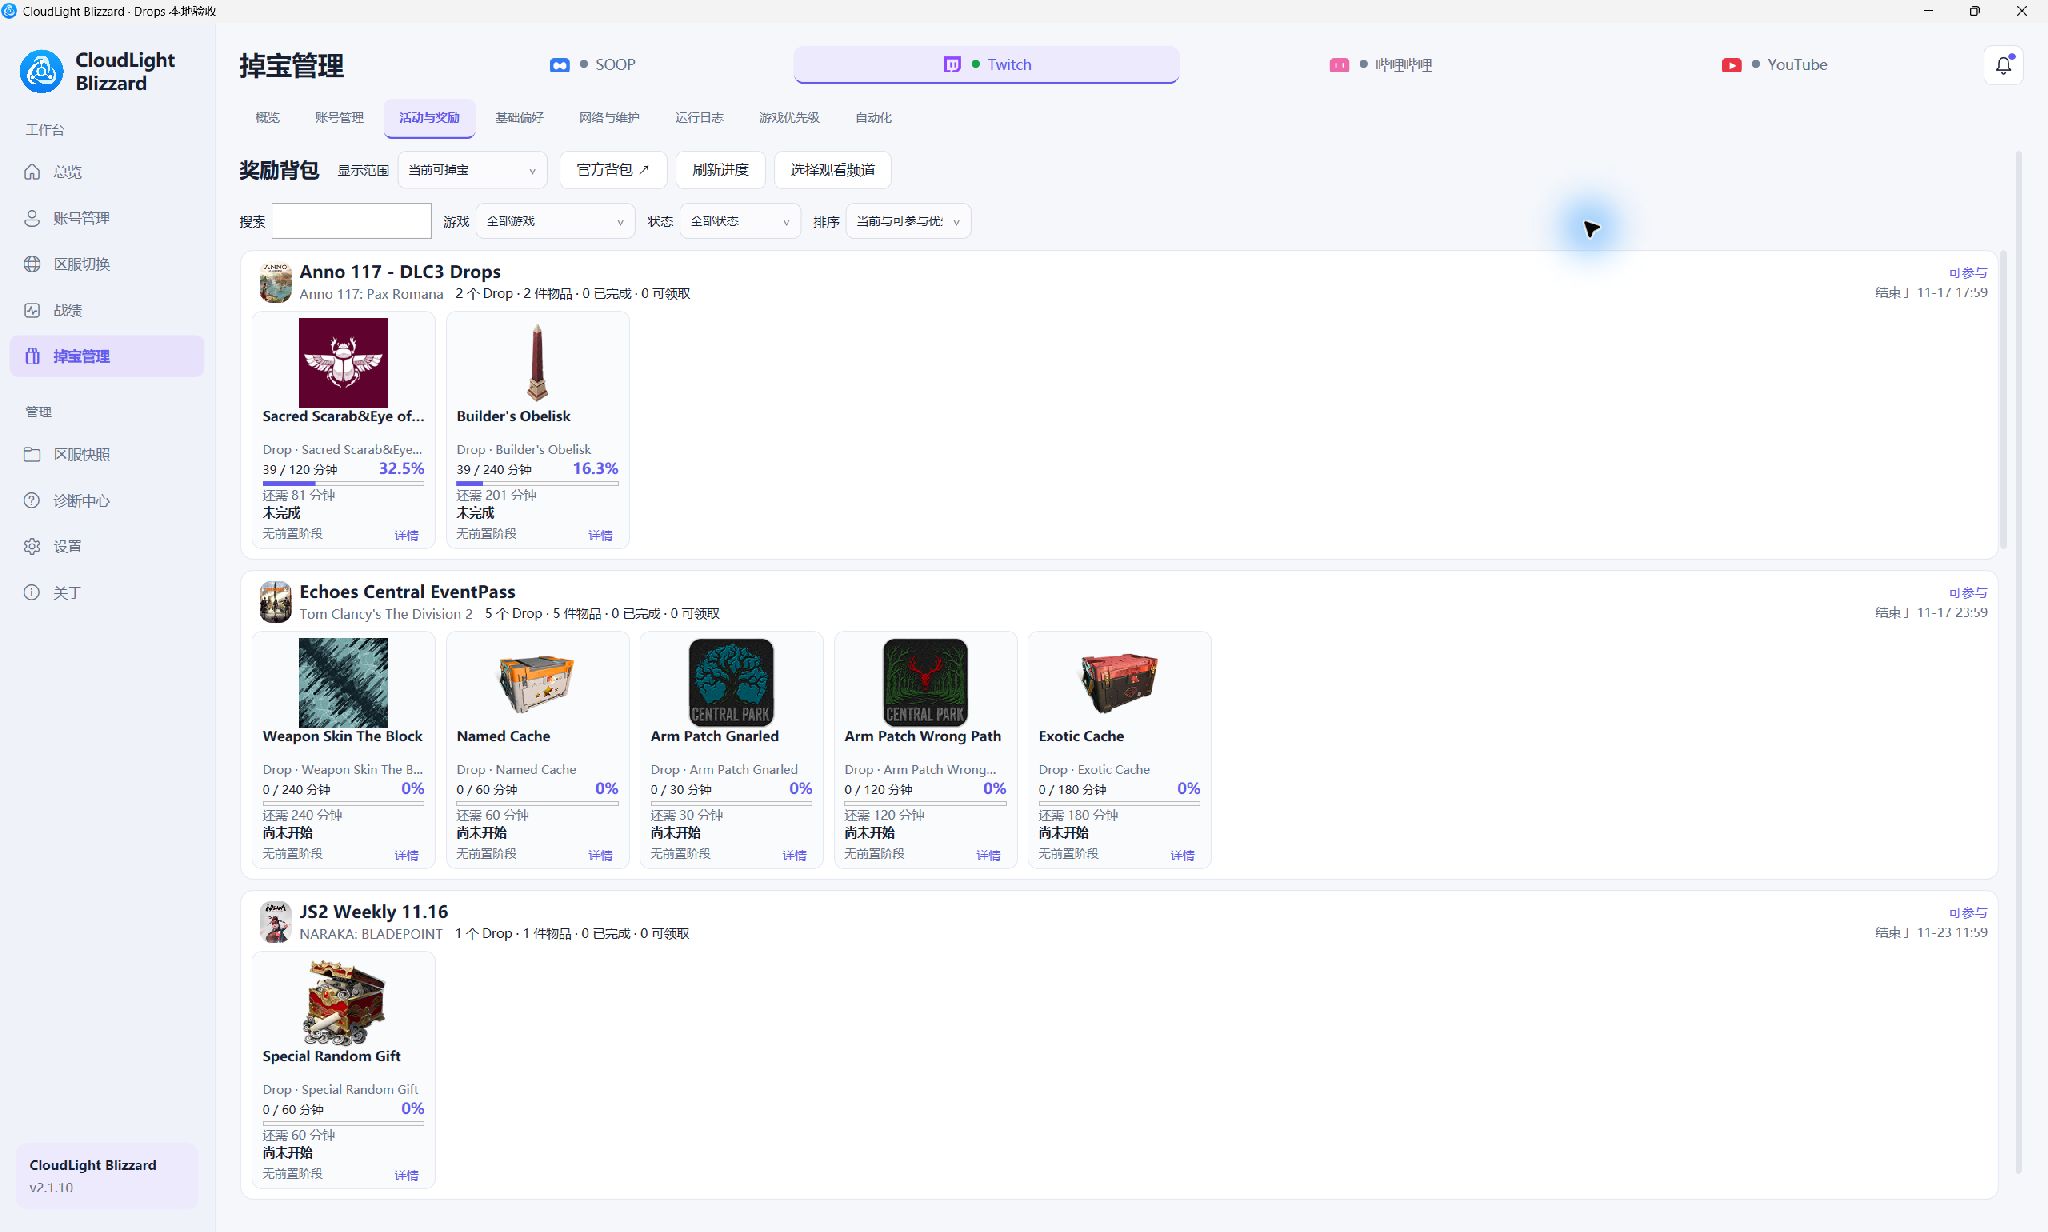 CloudLight Blizzard · Drops 本地验收
CloudLight
Blizzard
工作台
总览
账号管理
区服切换
战绩
掉宝管理
管理
区服快照
诊断中心
设置
关于
CloudLight Blizzard
v2.1.10
掉宝管理
SOOP
Twitch
哔哩哔哩
YouTube
概览 账号管理 活动与奖励 基础偏好 网络与维护 运行日志 游戏优先级 自动化
奖励背包 显示范围 当前可掉宝 官方背包 ↗ 刷新进度 选择观看频道
搜索 游戏 全部游戏 状态 全部状态 排序 当前与可参与优
Anno 117 - DLC3 Drops 可参与
Anno 117: Pax Romana 2 个 Drop · 2 件物品 · 0 已完成 · 0 可领取 结束于 11-17 17:59
Sacred Scarab&Eye of...
Drop · Sacred Scarab&Eye...
39 / 120 分钟 32.5%
还需 81 分钟
未完成
无前置阶段 详情
Builder's Obelisk
Drop · Builder's Obelisk
39 / 240 分钟 16.3%
还需 201 分钟
未完成
无前置阶段 详情
Echoes Central EventPass 可参与
Tom Clancy's The Division 2 5 个 Drop · 5 件物品 · 0 已完成 · 0 可领取 结束于 11-17 23:59
Weapon Skin The Block
Drop · Weapon Skin The B...
0 / 240 分钟 0%
还需 240 分钟
尚未开始
无前置阶段 详情
Named Cache
Drop · Named Cache
0 / 60 分钟 0%
还需 60 分钟
尚未开始
无前置阶段 详情
CENTRAL PARK
Arm Patch Gnarled
Drop · Arm Patch Gnarled
0 / 30 分钟 0%
还需 30 分钟
尚未开始
无前置阶段 详情
CENTRAL PARK
Arm Patch Wrong Path
Drop · Arm Patch Wrong...
0 / 120 分钟 0%
还需 120 分钟
尚未开始
无前置阶段 详情
Exotic Cache
Drop · Exotic Cache
0 / 180 分钟 0%
还需 180 分钟
尚未开始
无前置阶段 详情
JS2 Weekly 11.16 可参与
NARAKA: BLADEPOINT 1 个 Drop · 1 件物品 · 0 已完成 · 0 可领取 结束于 11-23 11:59
Special Random Gift
Drop · Special Random Gift
0 / 60 分钟 0%
还需 60 分钟
尚未开始
无前置阶段 详情